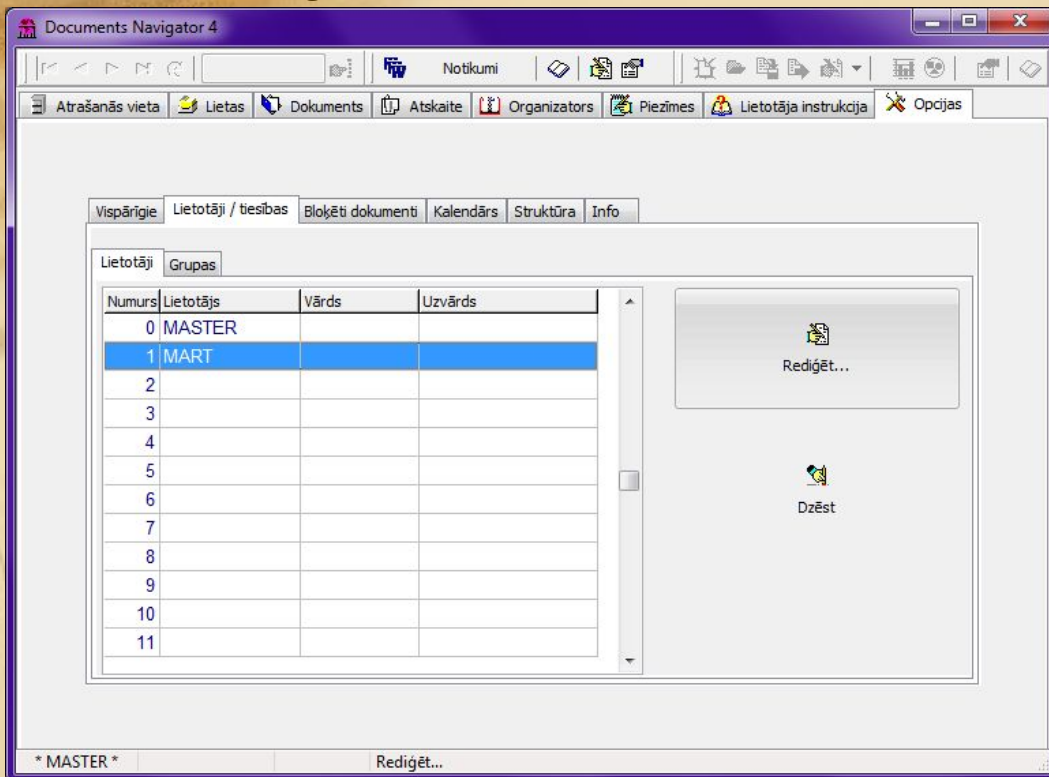 Documents Navigator 4
Notikumi
Atrašanās vieta Lietas Dokuments Atskaite Organizators Piezīmes Lietotāja instrukcija Opcijas
Vispārīgie Lietotāji / tiesības Bloķēti dokumenti Kalendārs Struktūra Info
Lietotāji Grupas
Numurs Lietotājs Vārds Uzvārds
0 MASTER
1 MART
2
3
4
5
6
7
8
9
10
11
Rediģēt...
Dzēst
* MASTER * Rediģēt...